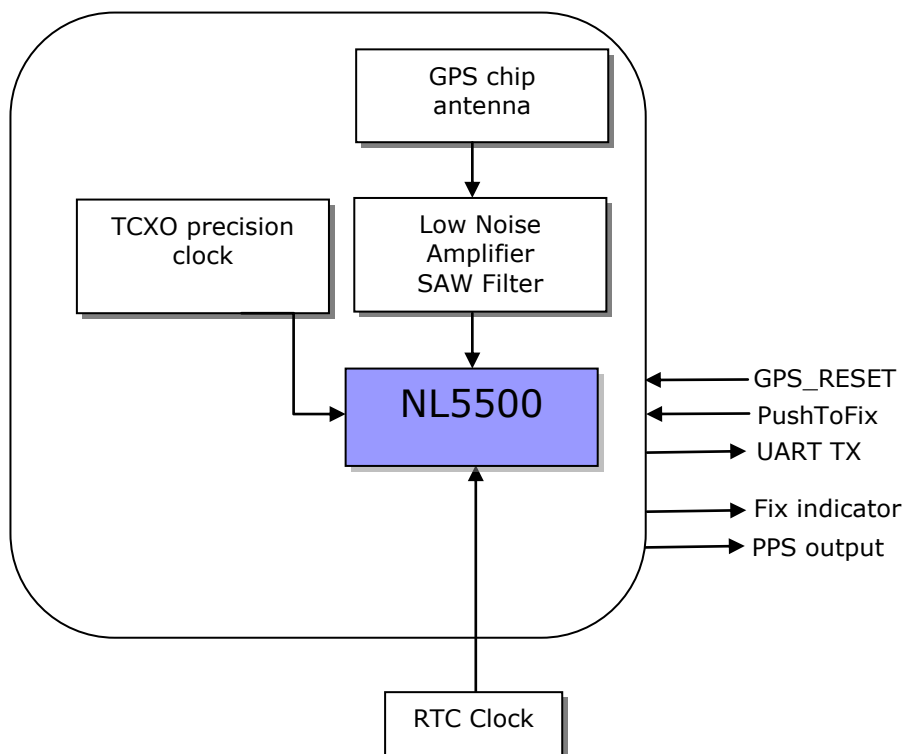 GPS chip
antenna
TCXO precision
clock
Low Noise
Amplifier
SAW Filter
NL5500
GPS_RESET
PushToFix
UART TX
Fix indicator
PPS output
RTC Clock